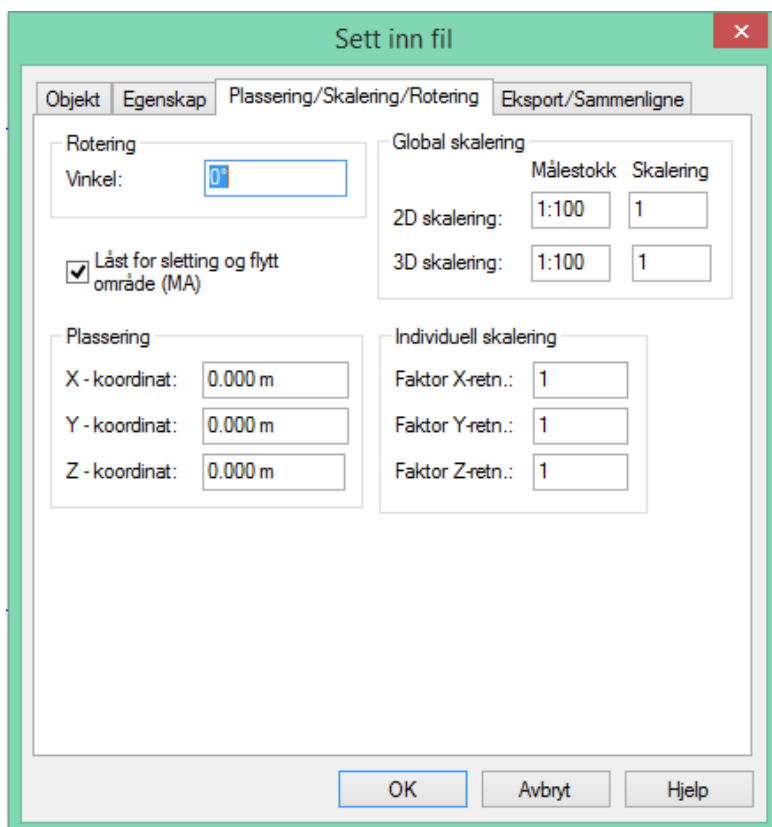 Sett inn fil
Objekt Egenskap Plassering/Skalering/Rotering Eksport/Sammenligne
Rotering
Vinkel: 0°
Låst for sletting og flytt
område (MA)
Global skalering
Målestokk Skalering
2D skalering: 1:100 1
3D skalering: 1:100 1
Plassering
X - koordinat: 0.000 m
Y - koordinat: 0.000 m
Z - koordinat: 0.000 m
Individuell skalering
Faktor X-retn.: 1
Faktor Y-retn.: 1
Faktor Z-retn.: 1
OK Avbryt Hjelp